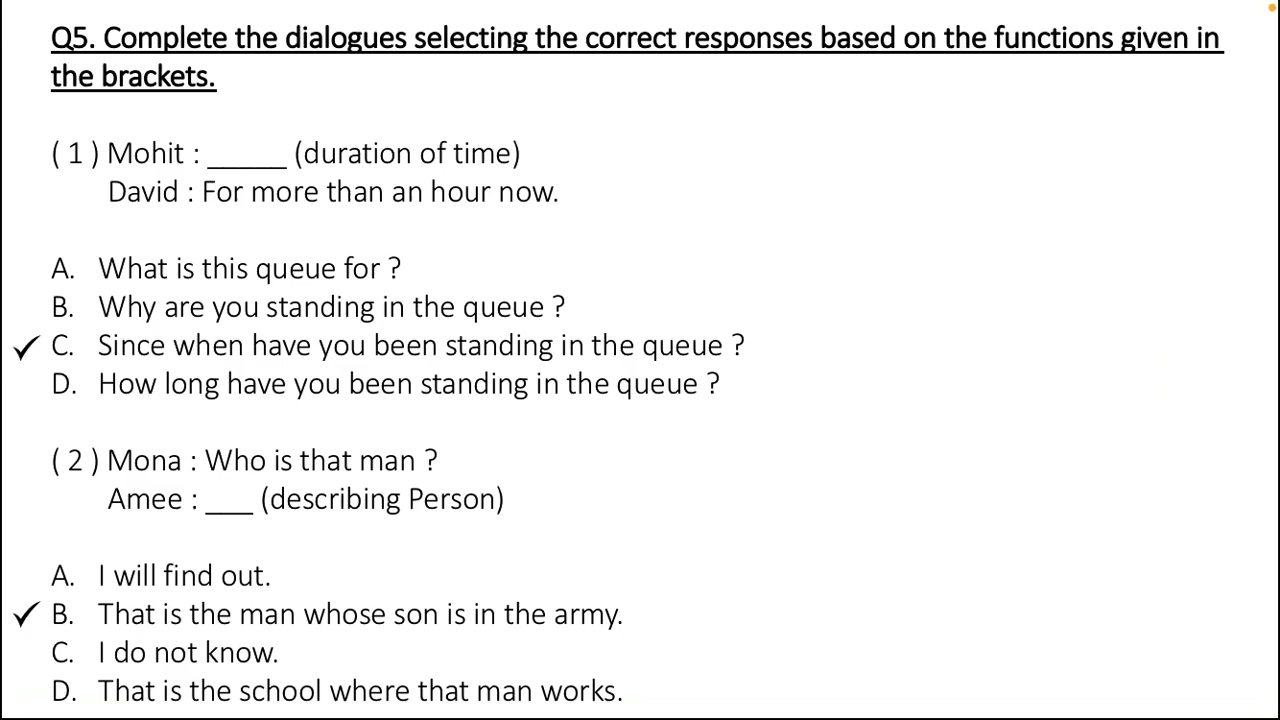 Q5. Complete the dialogues selecting the correct responses based on the functions given in
the brackets.
( 1 ) Mohit : _____ (duration of time)
David : For more than an hour now.
A. What is this queue for ?
B. Why are you standing in the queue ?
✓ C. Since when have you been standing in the queue ?
D. How long have you been standing in the queue ?
( 2 ) Mona : Who is that man ?
Amee : ___ (describing Person)
A. I will find out.
✓ B. That is the man whose son is in the army.
C. I do not know.
D. That is the school where that man works.